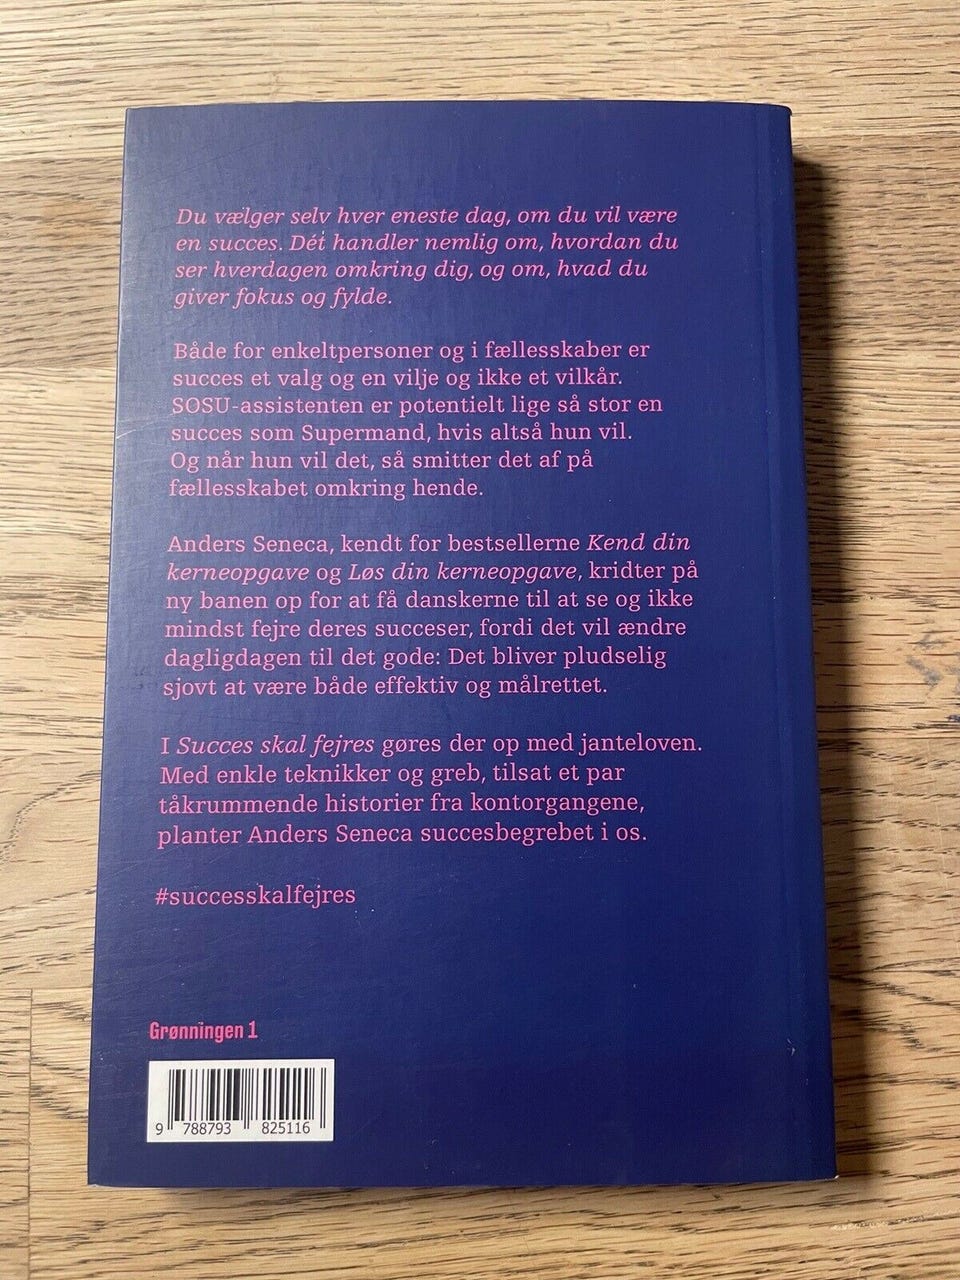 Du vælger selv hver eneste dag, om du vil være
en succes. Dét handler nemlig om, hvordan du
ser hverdagen omkring dig, og om, hvad du
giver fokus og fylde.
Både for enkeltpersoner og i fællesskaber er
succes et valg og en vilje og ikke et vilkår.
SOSU-assistenten er potentielt lige så stor en
succes som Supermand, hvis altså hun vil.
Og når hun vil det, så smitter det af på
fællesskabet omkring hende.
Anders Seneca, kendt for bestsellerne Kend din
kerneopgave og Løs din kerneopgave, kridter på
ny banen op for at få danskerne til at se og ikke
mindst fejre deres succeser, fordi det vil ændre
dagligdagen til det gode: Det bliver pludselig
sjovt at være både effektiv og målrettet.
I Succes skal fejres gøres der op med janteloven.
Med enkle teknikker og greb, tilsat et par
tåkrummende historier fra kontorgangene,
planter Anders Seneca succesbegrebet i os.
#successkalfejres
Grønningen 1
9 788793 825116